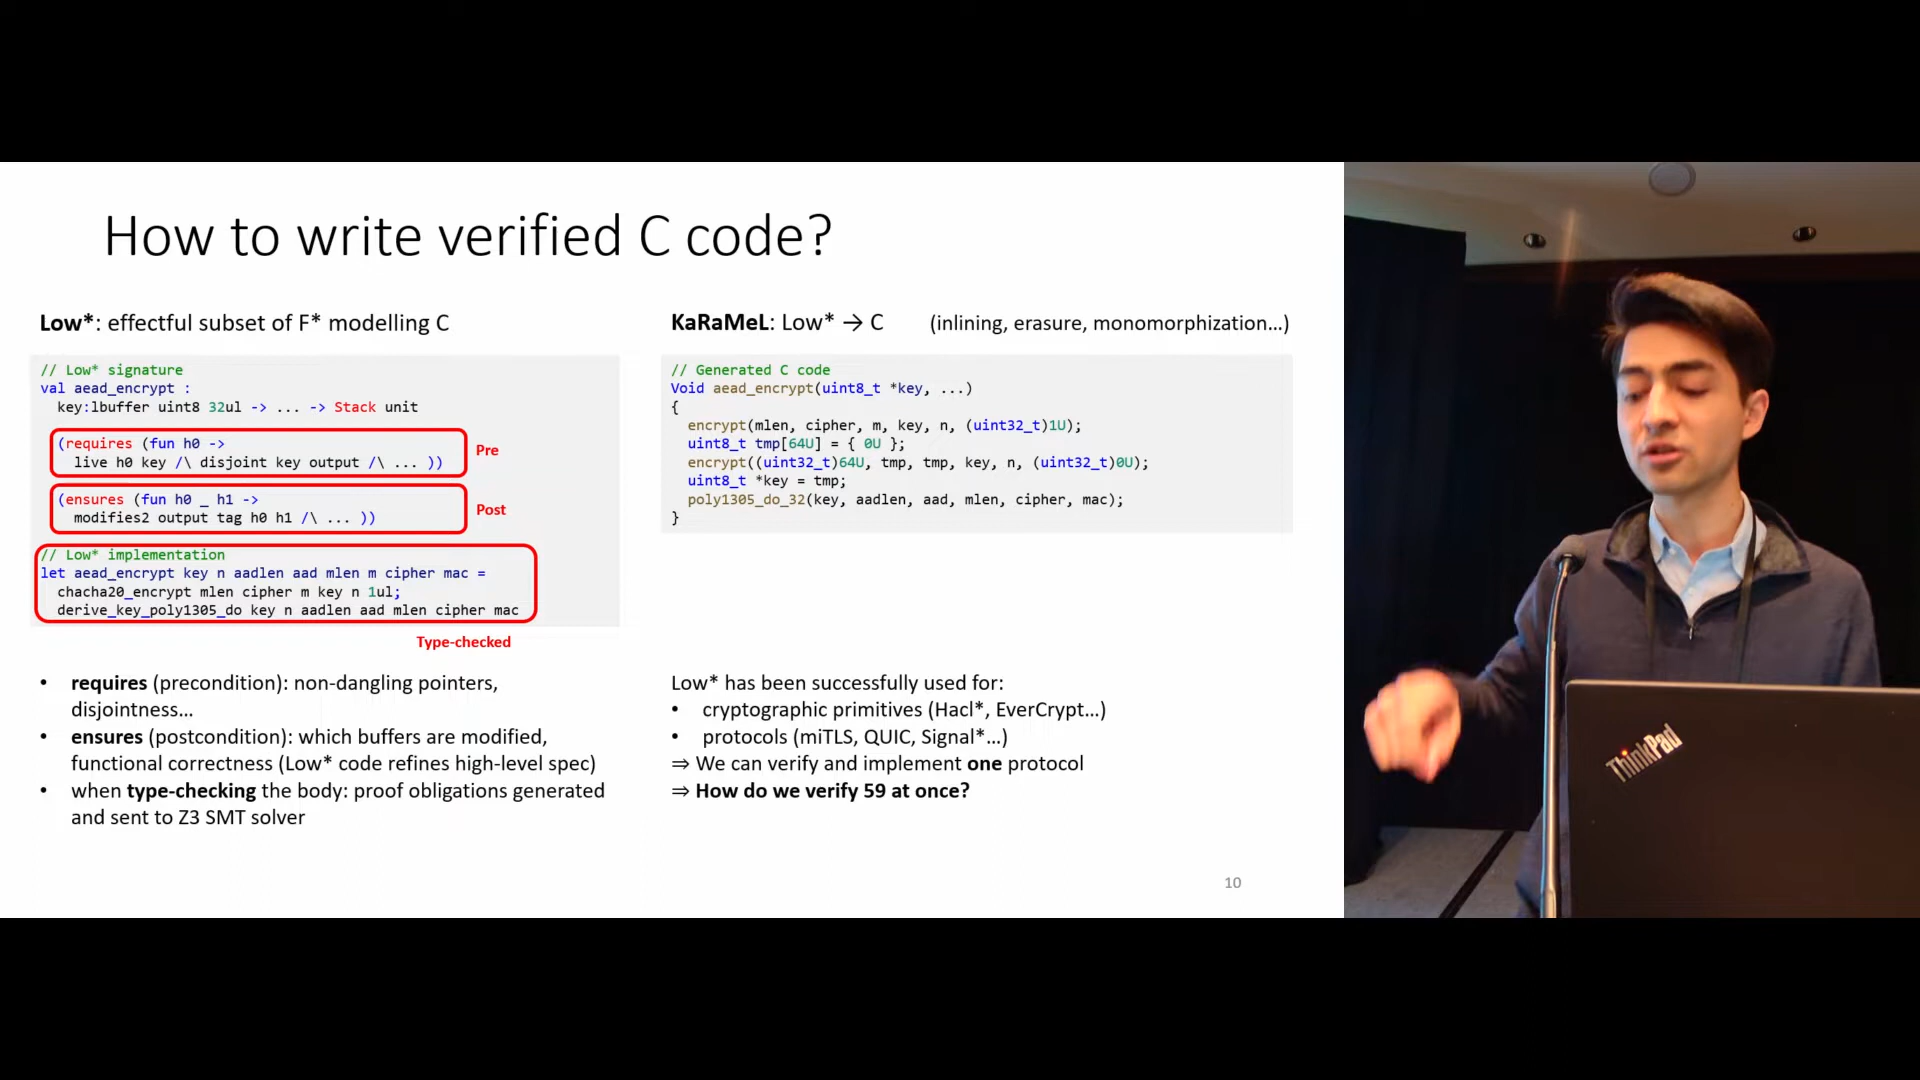 How to write verified C code?
Low*: effectful subset of F* modelling C
// Low* signature
val aead_encrypt :
key:lbuffer uint8 32ul -> ... -> Stack unit
(requires (fun h0 ->
live h0 key /\ disjoint key output /\ ... ))
Pre
(ensures (fun h0 _ h1 ->
modifies2 output tag h0 h1 /\ ... ))
Post
// Low* implementation
let aead_encrypt key n aadlen aad mlen m cipher mac =
chacha20_encrypt mlen cipher m key n 1ul;
derive_key_poly1305_do key n aadlen aad mlen cipher mac
Type-checked
• requires (precondition): non-dangling pointers,
disjointness...
• ensures (postcondition): which buffers are modified,
functional correctness (Low* code refines high-level spec)
• when type-checking the body: proof obligations generated
and sent to Z3 SMT solver
KaRaMeL: Low* → C (inlining, erasure, monomorphization...)
// Generated C code
Void aead_encrypt(uint8_t *key, ...)
{
encrypt(mlen, cipher, m, key, n, (uint32_t)1U);
uint8_t tmp[64U] = { 0U };
encrypt((uint32_t)64U, tmp, tmp, key, n, (uint32_t)0U);
uint8_t *key = tmp;
poly1305_do_32(key, aadlen, aad, mlen, cipher, mac);
}
Low* has been successfully used for:
• cryptographic primitives (Hacl*, EverCrypt...)
• protocols (miTLS, QUIC, Signal*...)
⇒ We can verify and implement one protocol
⇒ How do we verify 59 at once?
10
ThinkPad